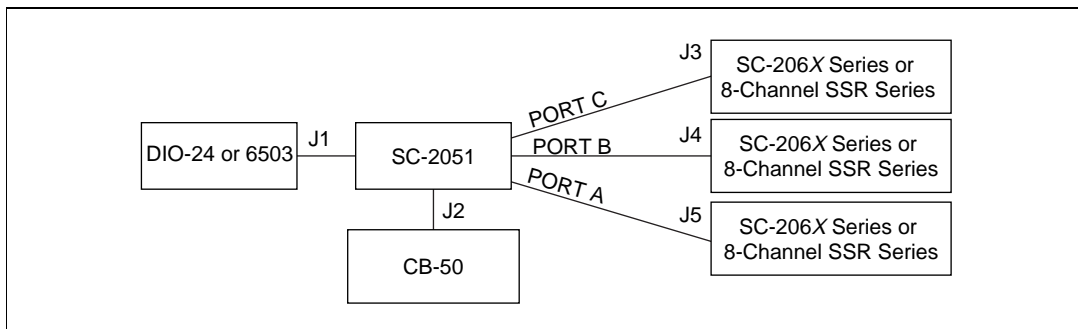 J3
SC-206X Series or
8-Channel SSR Series
PORT C
DIO-24 or 6503
J1
SC-2051
PORT B
J4
SC-206X Series or
8-Channel SSR Series
PORT A
J2
J5
SC-206X Series or
8-Channel SSR Series
CB-50